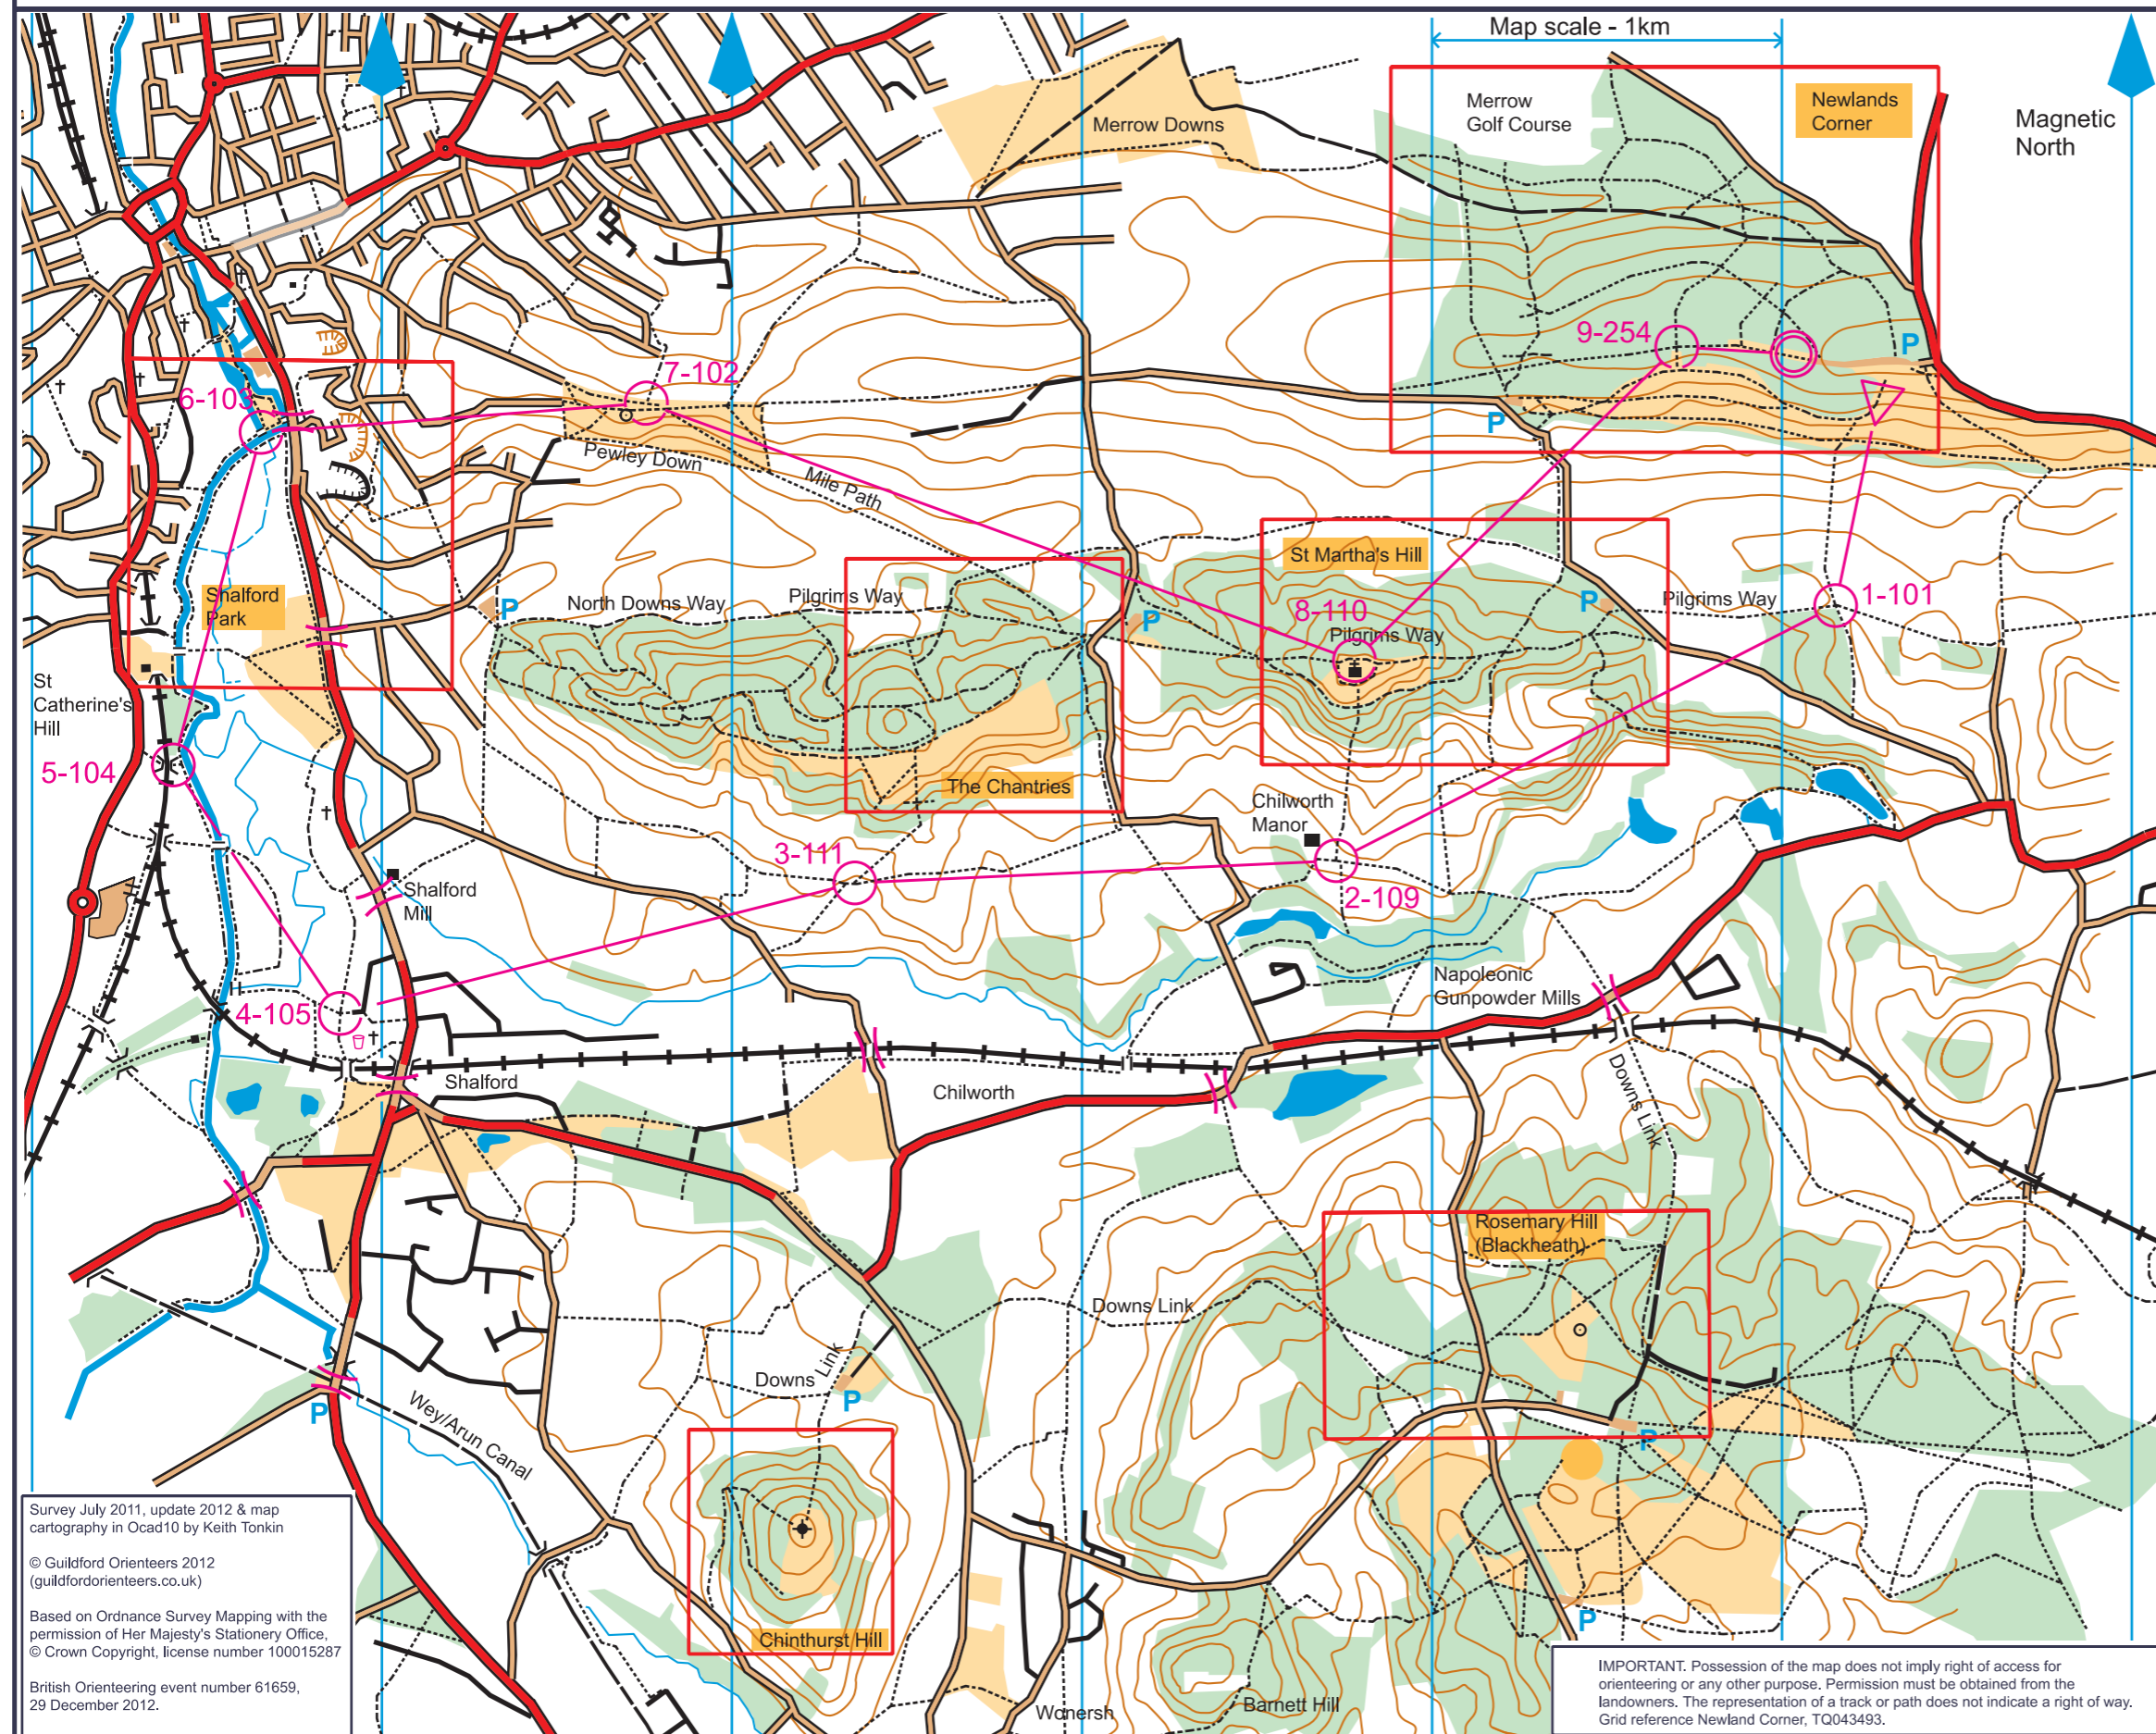 Map scale - 1km
Merrow
Golf Course
Newlands
Corner
Magnetic
North
Merrow Downs
9-254
P
7-102
6-103
P
Pewley Down
Mile Path
St Martha's Hill
Shalford
Park
North Downs Way
Pilgrims Way
P
P
8-110
Pilgrims Way
P
Pilgrims Way
1-101
St
Catherine's
Hill
5-104
The Chantries
Chilworth
Manor
3-111
2-109
Shalford
Mill
Napoleonic
Gunpowder Mills
4-105
Shalford
Chilworth
Downs Link
Rosemary Hill
(Blackheath)
Downs Link
Downs Link
P
P
Wey/Arun Canal
P
P
Chinthurst Hill
Wonersh
Barnett Hill
Survey July 2011, update 2012 & map
cartography in Ocad10 by Keith Tonkin
© Guildford Orienteers 2012
(guildfordorienteers.co.uk)
Based on Ordnance Survey Mapping with the
permission of Her Majesty's Stationery Office,
© Crown Copyright, license number 100015287
British Orienteering event number 61659,
29 December 2012.
IMPORTANT. Possession of the map does not imply right of access for
orienteering or any other purpose. Permission must be obtained from the
landowners. The representation of a track or path does not indicate a right of way.
Grid reference Newland Corner, TQ043493.